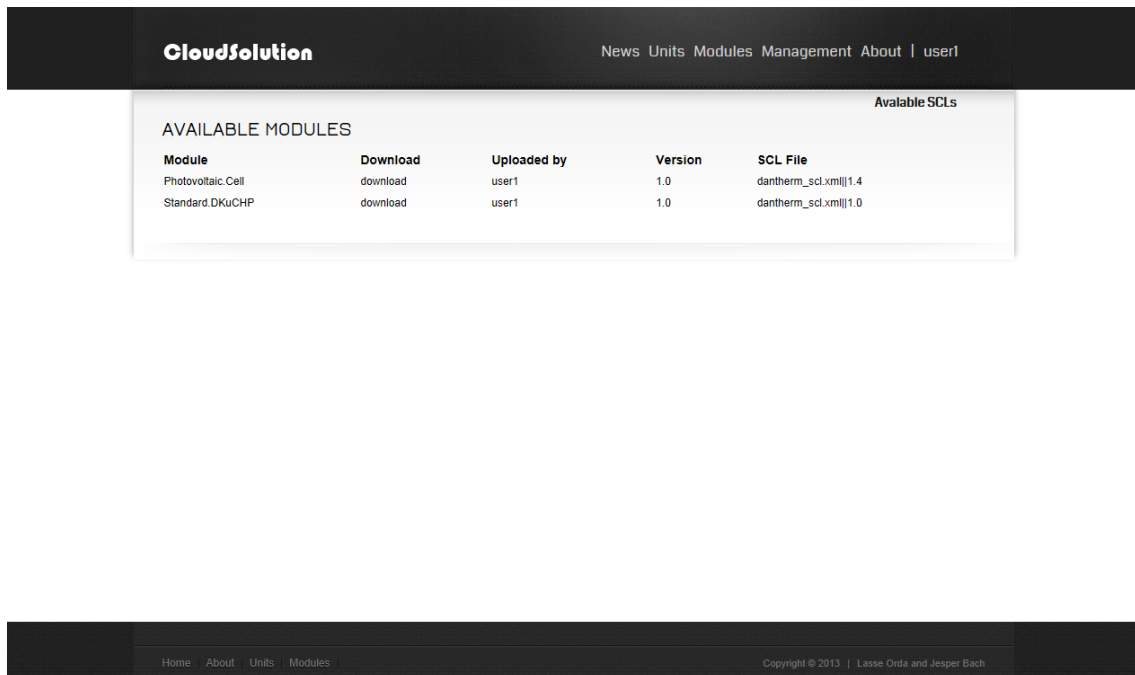 CloudSolution News Units Modules Management About | user1
Avalable SCLs
AVAILABLE MODULES
Module Download Uploaded by Version SCL File
Photovoltaic.Cell download user1 1.0 dantherm_scl.xml||1.4
Standard.DKuCHP download user1 1.0 dantherm_scl.xml||1.0
Home | About | Units | Modules | Copyright © 2013 | Lasse Orda and Jesper Bach